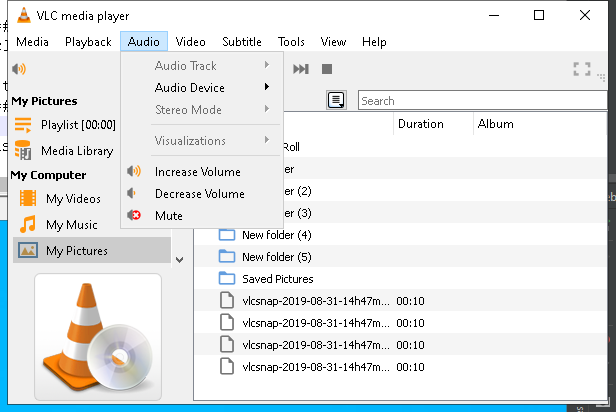 VLC media player
Media Playback Audio Video Subtitle Tools View Help
Audio Track
Audio Device
Stereo Mode
Visualizations
Increase Volume
Decrease Volume
Mute
My Pictures
Playlist [00:00]
Media Library
My Computer
My Videos
My Music
My Pictures
Search
Duration Album
Roll
(2)
(3)
New folder (4)
New folder (5)
Saved Pictures
vlcsnap-2019-08-31-14h47m... 00:10
vlcsnap-2019-08-31-14h47m... 00:10
vlcsnap-2019-08-31-14h47m... 00:10
vlcsnap-2019-08-31-14h47m... 00:10